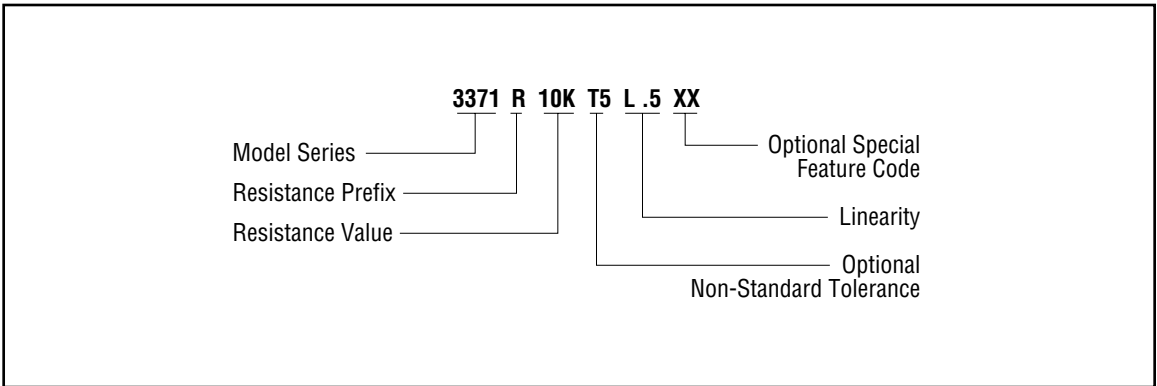 3371 R 10K T5 L .5 XX
Model Series
Resistance Prefix
Resistance Value
Optional Special
Feature Code
Linearity
Optional
Non-Standard Tolerance